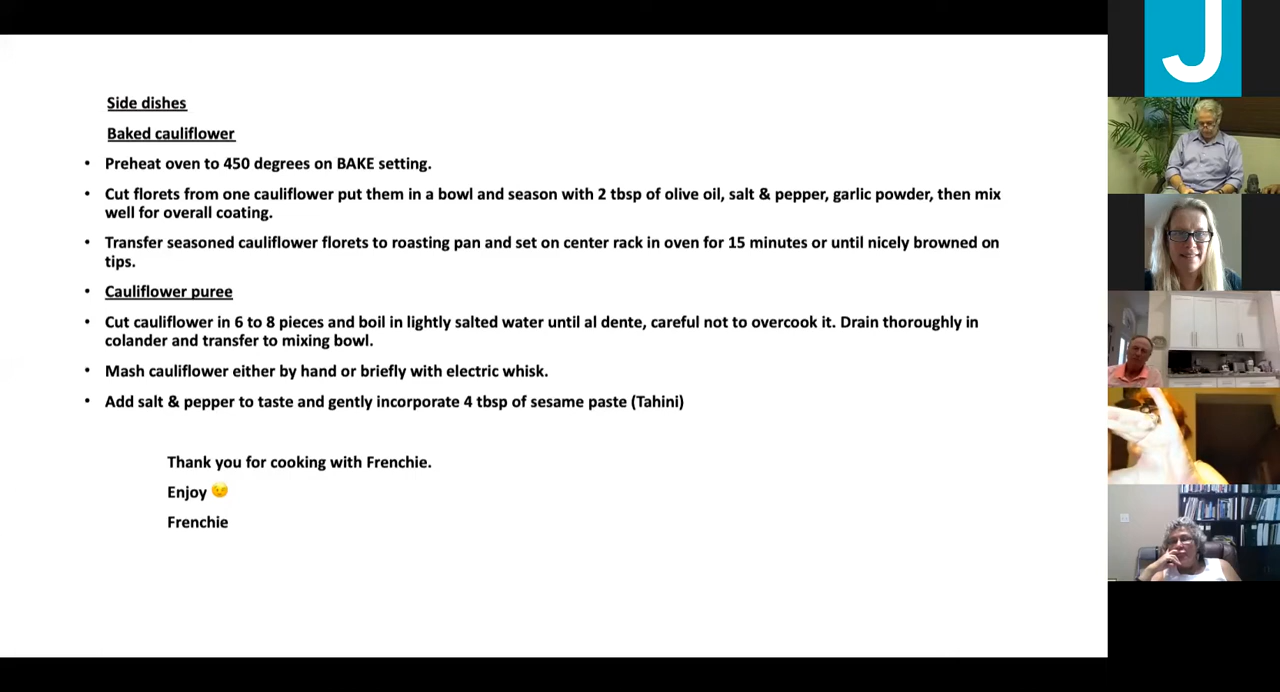 Side dishes
Baked cauliflower
• Preheat oven to 450 degrees on BAKE setting.
• Cut florets from one cauliflower put them in a bowl and season with 2 tbsp of olive oil, salt & pepper, garlic powder, then mix
well for overall coating.
• Transfer seasoned cauliflower florets to roasting pan and set on center rack in oven for 15 minutes or until nicely browned on
tips.
• Cauliflower puree
• Cut cauliflower in 6 to 8 pieces and boil in lightly salted water until al dente, careful not to overcook it. Drain thoroughly in
colander and transfer to mixing bowl.
• Mash cauliflower either by hand or briefly with electric whisk.
• Add salt & pepper to taste and gently incorporate 4 tbsp of sesame paste (Tahini)
Thank you for cooking with Frenchie.
Enjoy 😉
Frenchie
J